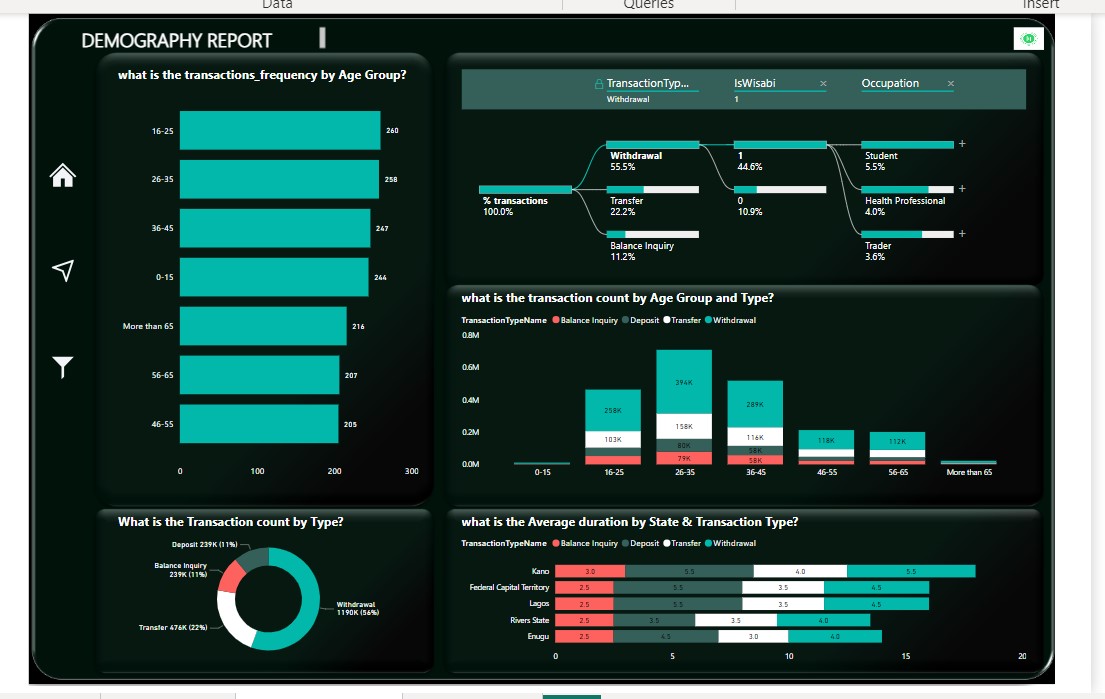 Data
Queries
Insert
DEMOGRAPHY REPORT
what is the transactions_frequency by Age Group?
16-25
260
26-35
258
36-45
247
0-15
244
More than 65
216
56-65
207
46-55
205
0
100
200
300
TransactionTyp...
Withdrawal
IsWisabi
1
Occupation
% transactions
100.0%
Withdrawal
55.5%
Transfer
22.2%
Balance Inquiry
11.2%
1
44.6%
0
10.9%
Student
5.5%
Health Professional
4.0%
Trader
3.6%
what is the transaction count by Age Group and Type?
TransactionTypeName Balance Inquiry Deposit Transfer Withdrawal
0.8M
0.6M
0.4M
0.2M
0.0M
258K
103K
394K
158K
80K
79K
289K
116K
58K
58K
118K
112K
0-15
16-25
26-35
36-45
46-55
56-65
More than 65
What is the Transaction count by Type?
Deposit 239K (11%)
Balance Inquiry
239K (11%)
Transfer 476K (22%)
Withdrawal
1190K (56%)
what is the Average duration by State & Transaction Type?
TransactionTypeName Balance Inquiry Deposit Transfer Withdrawal
Kano 3.0 5.5 4.0 5.5
Federal Capital Territory 2.5 5.5 3.5 4.5
Lagos 2.5 5.5 3.5 4.5
Rivers State 2.5 3.5 3.5 4.0
Enugu 2.5 4.5 3.0 4.0
0
5
10
15
20